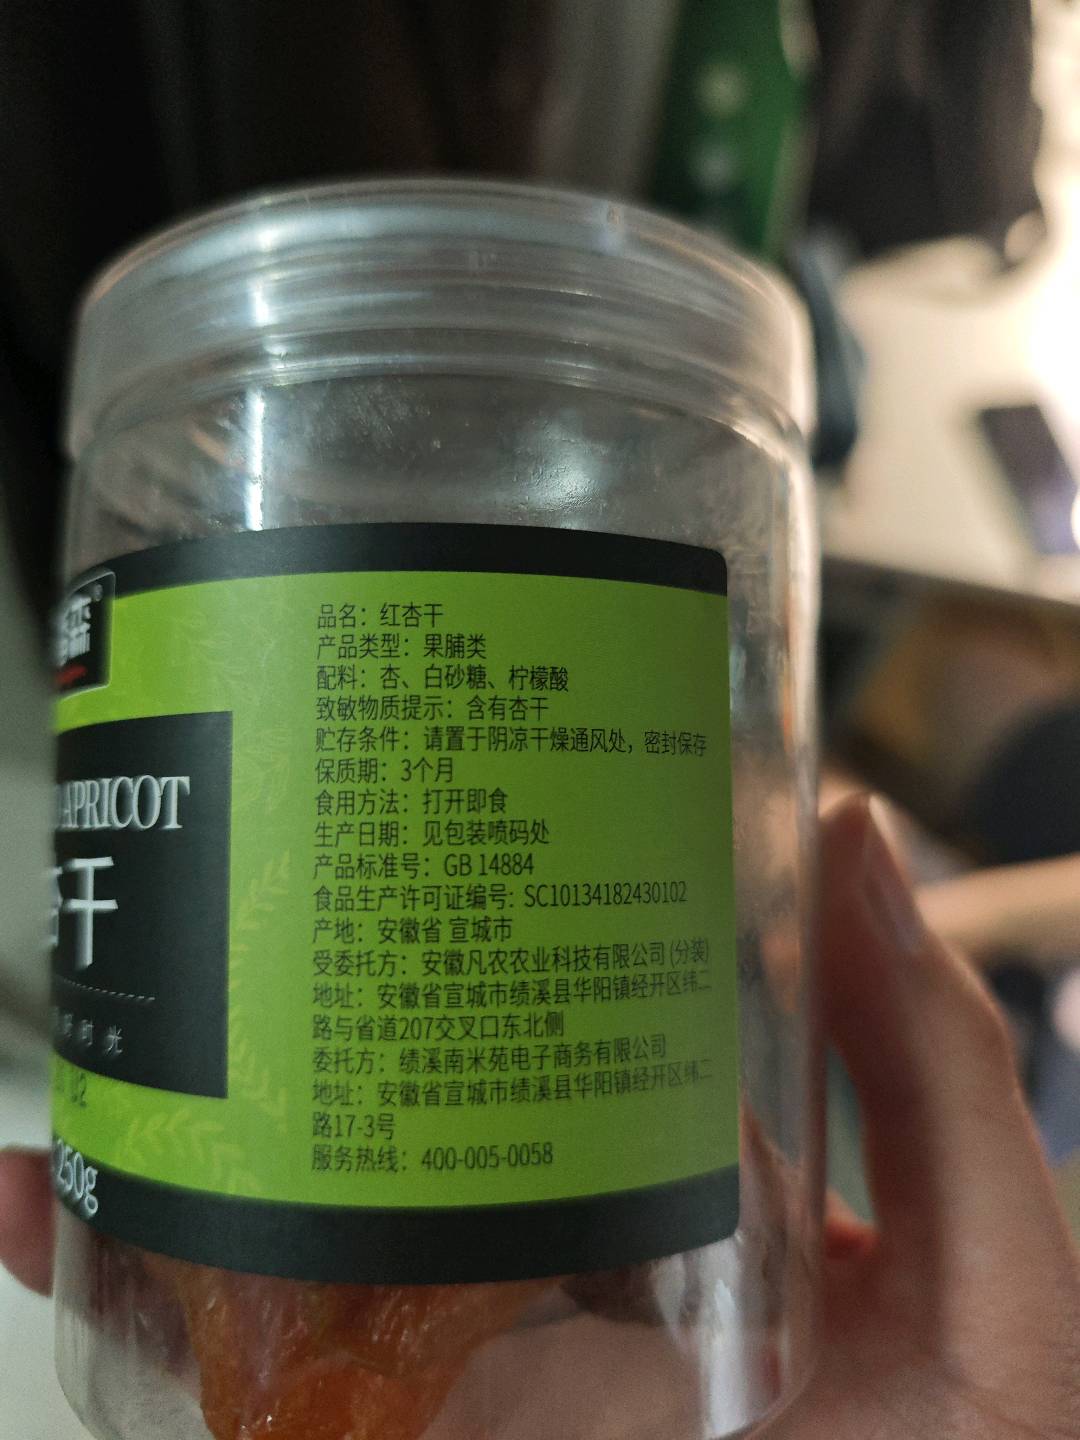 APRICOT
干
时 光
250g
品名：红杏干
产品类型：果脯类
配料：杏、白砂糖、柠檬酸
致敏物质提示：含有杏干
贮存条件：请置于阴凉干燥通风处，密封保存
保质期：3个月
食用方法：打开即食
生产日期：见包装喷码处
产品标准号：GB 14884
食品生产许可证编号：SC10134182430102
产地：安徽省 宣城市
受委托方：安徽凡农农业科技有限公司 (分装)
地址：安徽省宣城市绩溪县华阳镇经开区纬二
路与省道207交叉口东北侧
委托方：绩溪南米苑电子商务有限公司
地址：安徽省宣城市绩溪县华阳镇经开区纬二
路17-3号
服务热线：400-005-0058